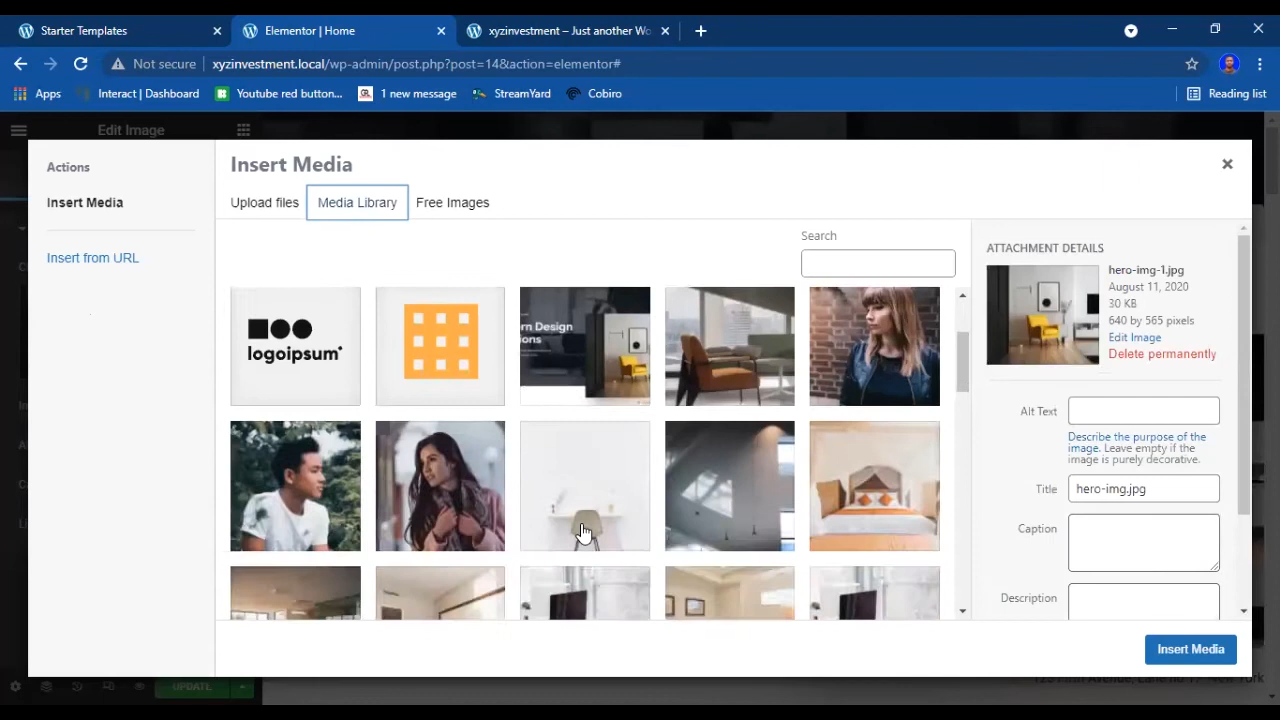 Starter Templates
Elementor | Home
xyzinvestment – Just another Wo
Not secure
xyzinvestment.local/wp-admin/post.php?post=14&action=elementor#
Apps
Interact | Dashboard
Youtube red button...
1 new message
StreamYard
Cobiro
Reading list
Edit Image
Actions
Insert Media
Insert from URL
Insert Media
Upload files
Media Library
Free Images
Search
logoipsum
ern Design
ons
ATTACHMENT DETAILS
hero-img-1.jpg
August 11, 2020
30 KB
640 by 565 pixels
Edit Image
Delete permanently
Alt Text
Describe the purpose of the
image. Leave empty if the
image is purely decorative.
Title
hero-img.jpg
Caption
Description
Insert Media
UPDATE